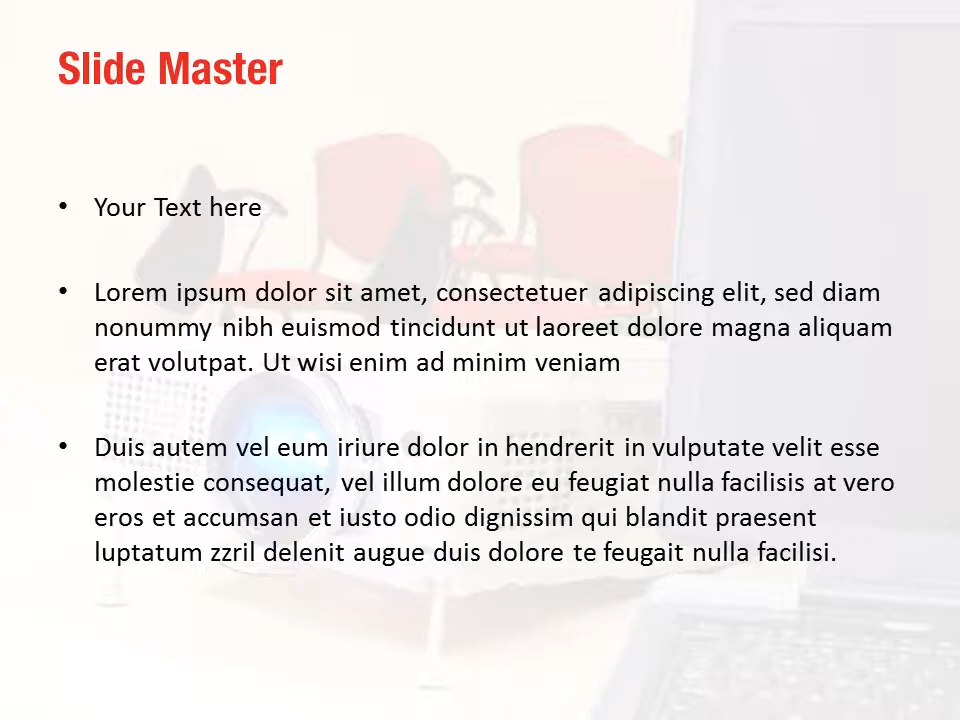 Slide Master
• Your Text here
• Lorem ipsum dolor sit amet, consectetuer adipiscing elit, sed diam
nonummy nibh euismod tincidunt ut laoreet dolore magna aliquam
erat volutpat. Ut wisi enim ad minim veniam
• Duis autem vel eum iriure dolor in hendrerit in vulputate velit esse
molestie consequat, vel illum dolore eu feugiat nulla facilisis at vero
eros et accumsan et iusto odio dignissim qui blandit praesent
luptatum zzril delenit augue duis dolore te feugait nulla facilisi.